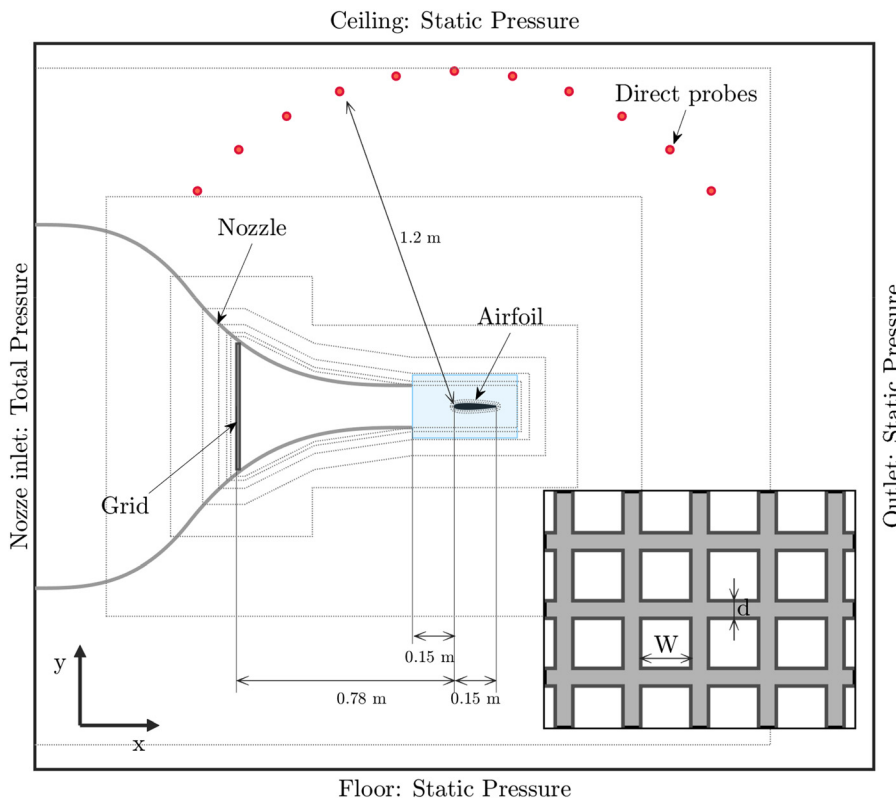 Ceiling: Static Pressure
Direct probes
Nozzle
1.2 m
Airfoil
Nozze inlet: Total Pressure
Outlet: Static Pressure
Grid
d
W
0.15 m
y
0.78 m
0.15 m
x
Floor: Static Pressure